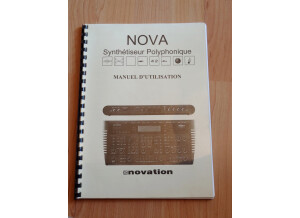 NOVA
Synthétiseur Polyphonique
MANUEL D'UTILISATION
novation